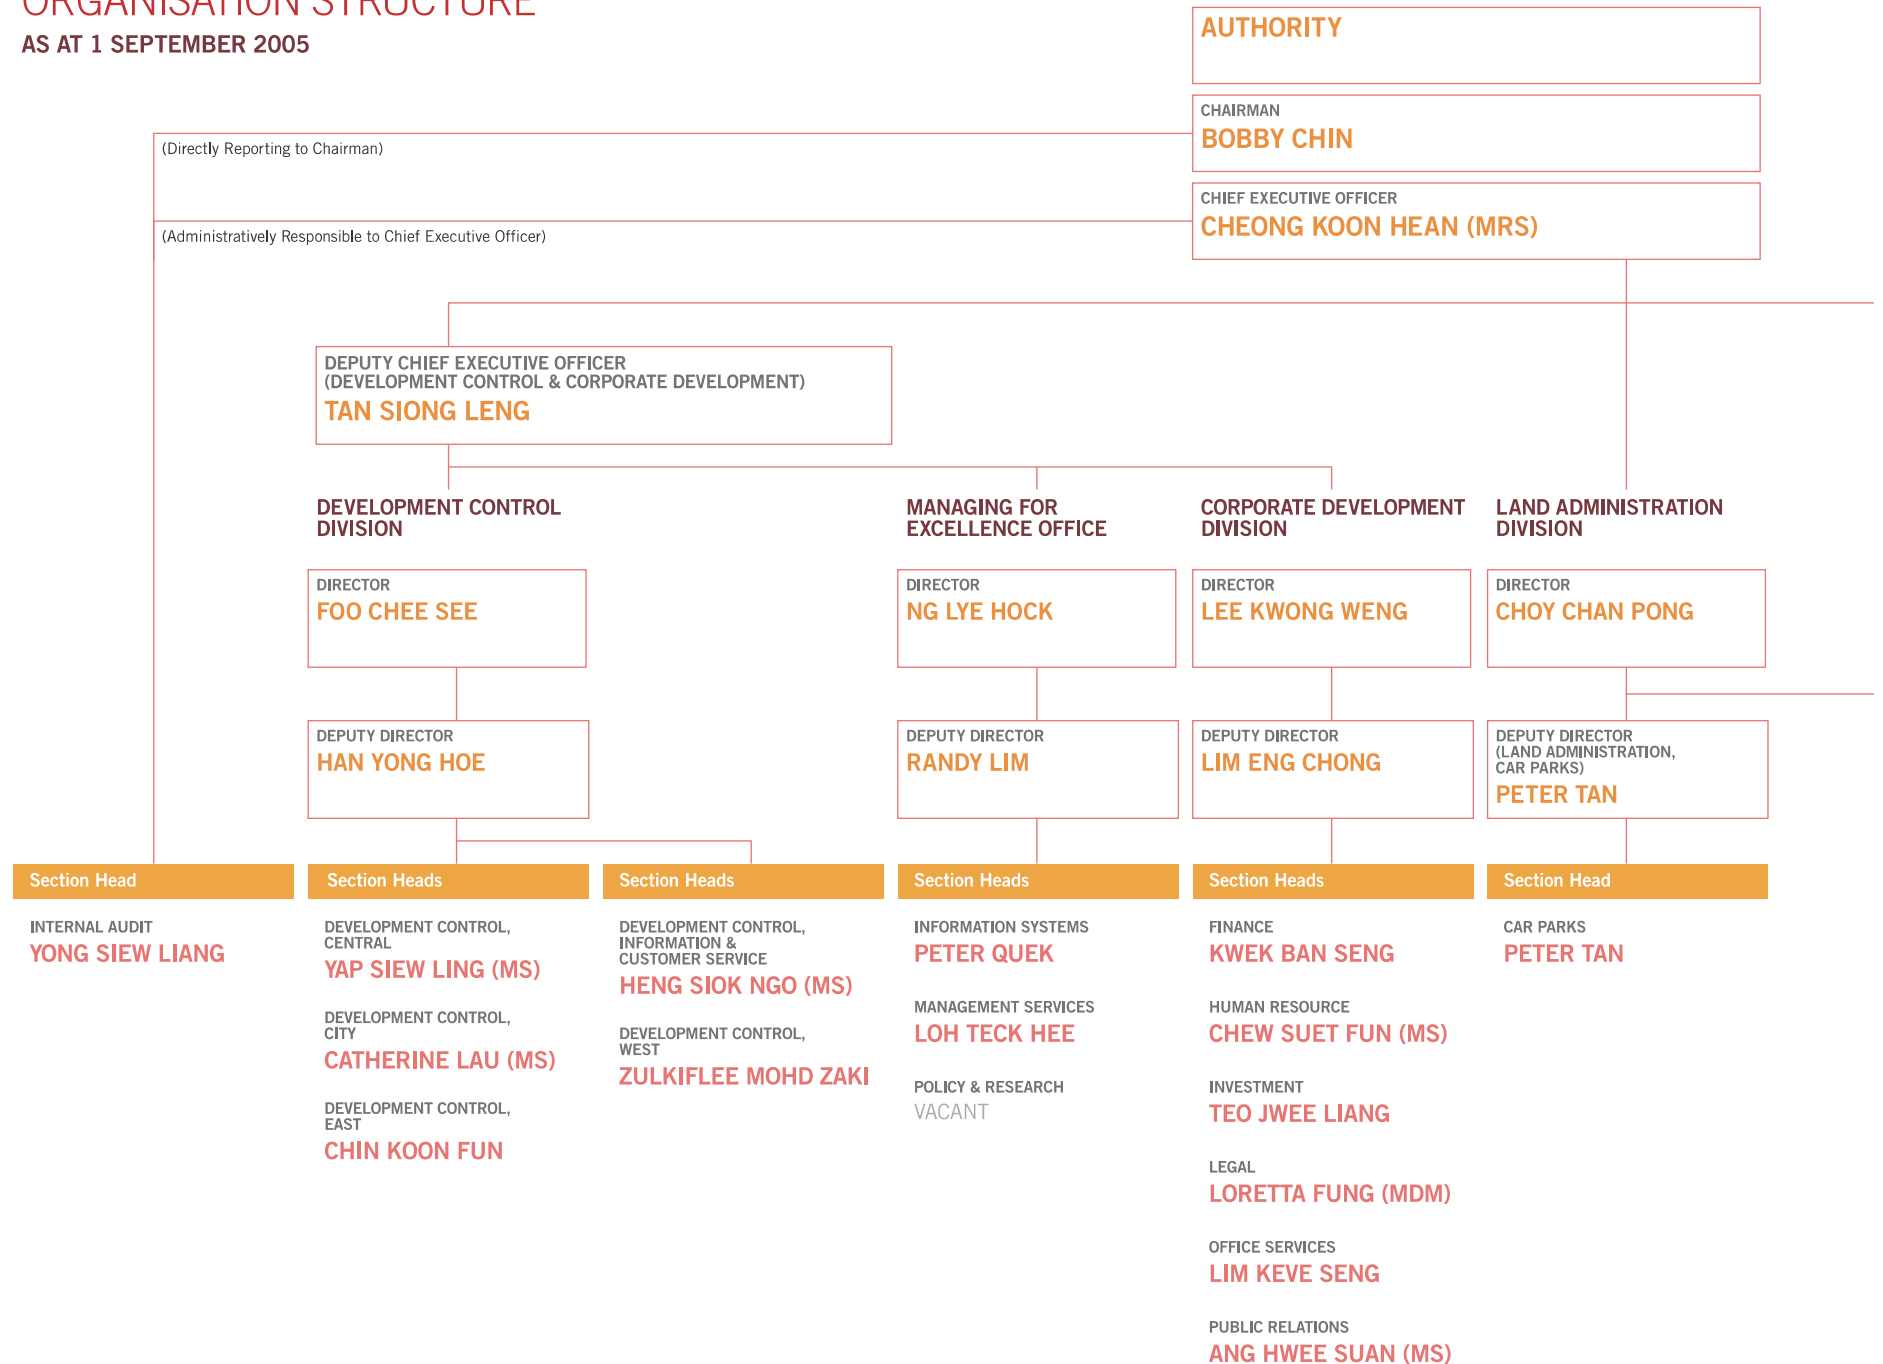 ORGANISATION STRUCTURE
AS AT 1 SEPTEMBER 2005
AUTHORITY
CHAIRMAN
BOBBY CHIN
(Directly Reporting to Chairman)
CHIEF EXECUTIVE OFFICER
CHEONG KOON HEAN (MRS)
(Administratively Responsible to Chief Executive Officer)
DEPUTY CHIEF EXECUTIVE OFFICER
(DEVELOPMENT CONTROL & CORPORATE DEVELOPMENT)
TAN SIONG LENG
DEVELOPMENT CONTROL
DIVISION
DIRECTOR
FOO CHEE SEE
DEPUTY DIRECTOR
HAN YONG HOE
MANAGING FOR
EXCELLENCE OFFICE
DIRECTOR
NG LYE HOCK
DEPUTY DIRECTOR
RANDY LIM
CORPORATE DEVELOPMENT
DIVISION
DIRECTOR
LEE KWONG WENG
DEPUTY DIRECTOR
LIM ENG CHONG
LAND ADMINISTRATION
DIVISION
DIRECTOR
CHOY CHAN PONG
DEPUTY DIRECTOR
(LAND ADMINISTRATION,
CAR PARKS)
PETER TAN
Section Head
INTERNAL AUDIT
YONG SIEW LIANG
Section Heads
DEVELOPMENT CONTROL,
CENTRAL
YAP SIEW LING (MS)
DEVELOPMENT CONTROL,
CITY
CATHERINE LAU (MS)
DEVELOPMENT CONTROL,
EAST
CHIN KOON FUN
Section Heads
DEVELOPMENT CONTROL,
INFORMATION &
CUSTOMER SERVICE
HENG SIOK NGO (MS)
DEVELOPMENT CONTROL,
WEST
ZULKIFLEE MOHD ZAKI
Section Heads
INFORMATION SYSTEMS
PETER QUEK
MANAGEMENT SERVICES
LOH TECK HEE
POLICY & RESEARCH
VACANT
Section Heads
FINANCE
KWEK BAN SENG
HUMAN RESOURCE
CHEW SUET FUN (MS)
INVESTMENT
TEO JWEE LIANG
LEGAL
LORETTA FUNG (MDM)
OFFICE SERVICES
LIM KEVE SENG
PUBLIC RELATIONS
ANG HWEE SUAN (MS)
Section Head
CAR PARKS
PETER TAN